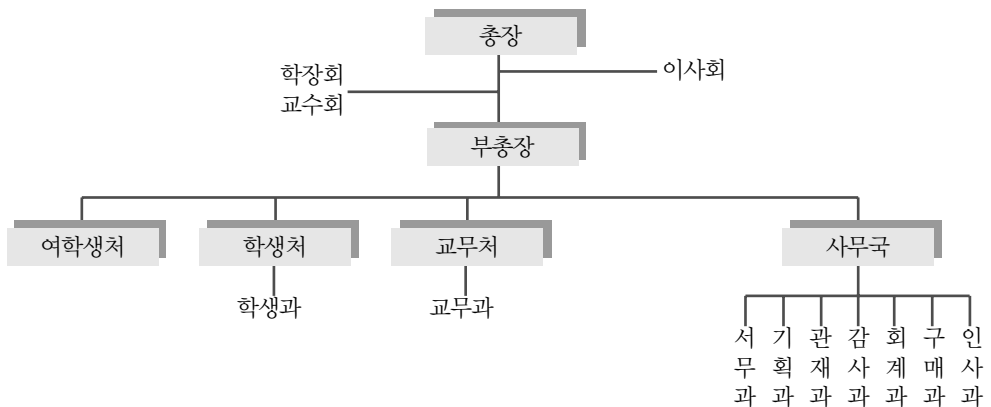 총장
이사회
학장회
교수회
부총장
여학생처
학생처
교무처
사무국
학생과
교무과
서무과
기획과
관재과
감사과
회계과
구매과
인사과